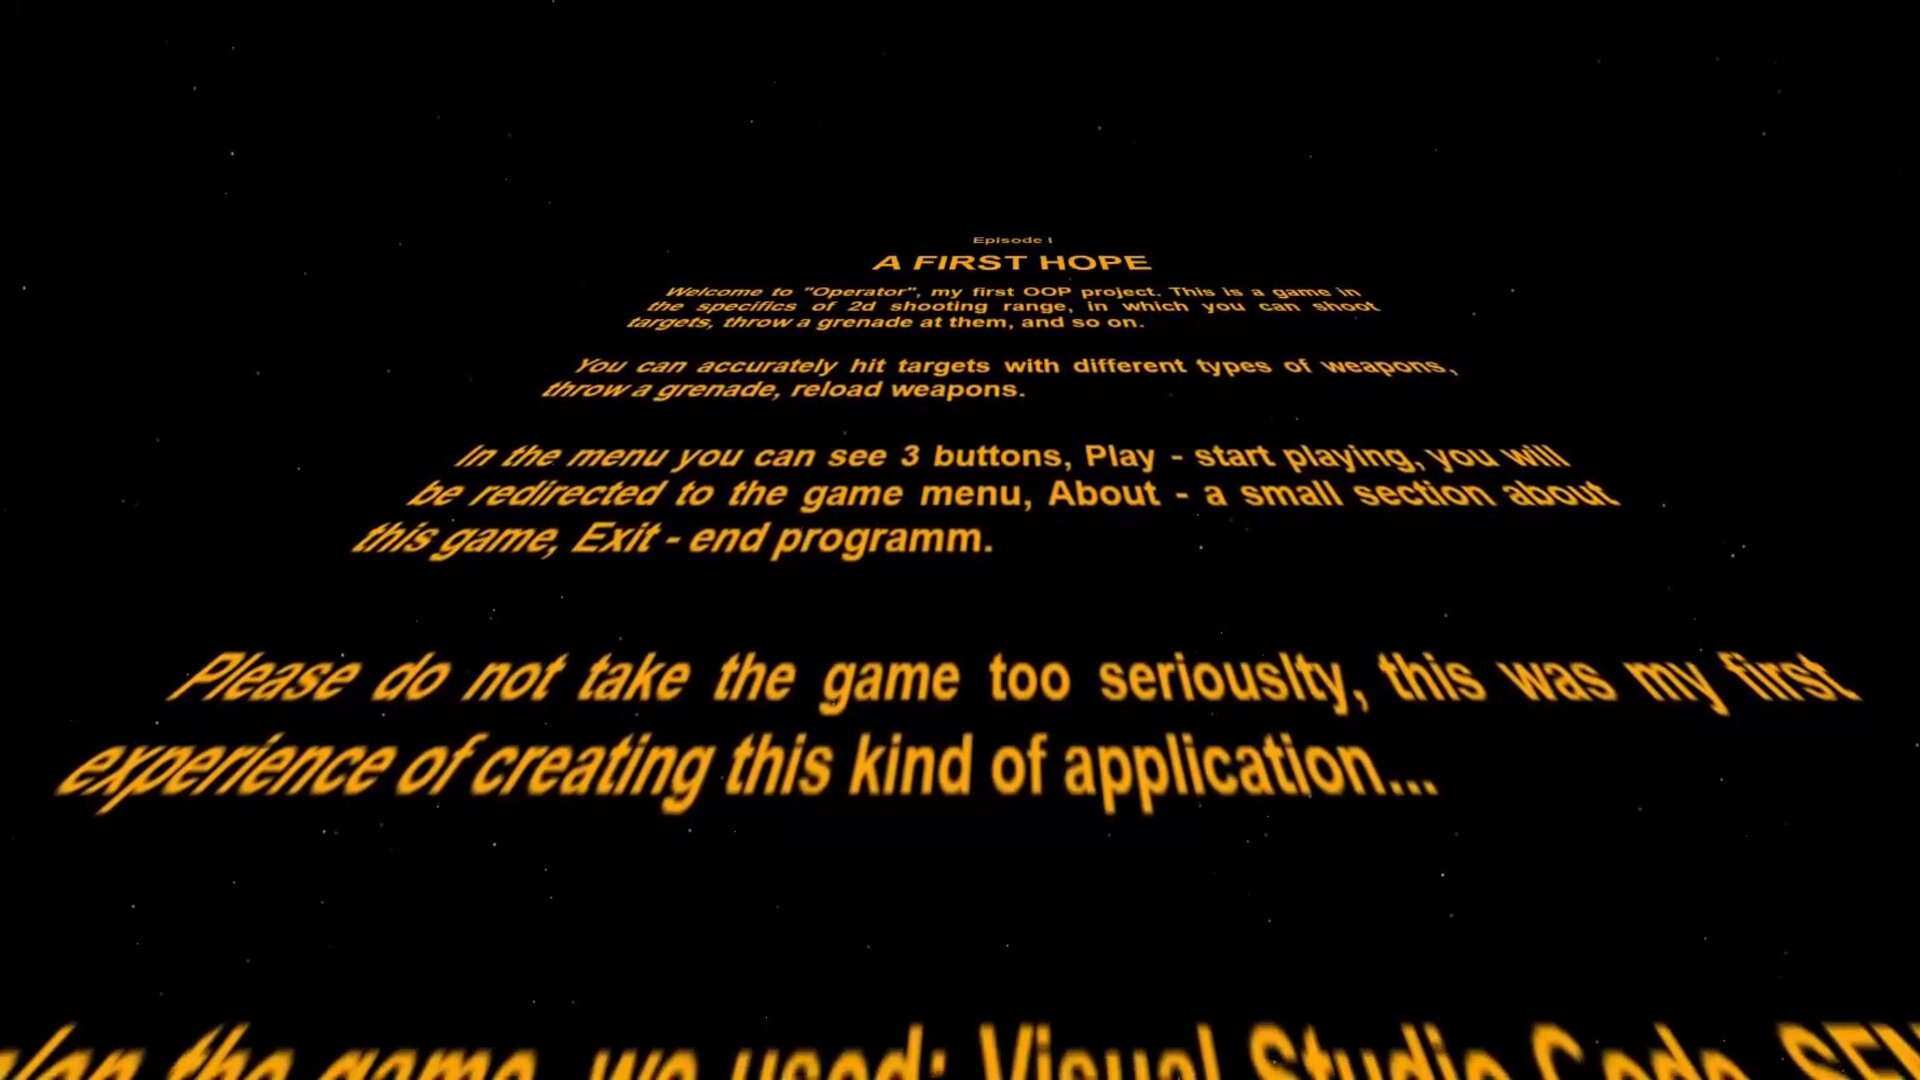 Episode I
A FIRST HOPE
Welcome to "Operator", my first OOP project. This is a game in
the specifics of 2d shooting range, in which you can shoot
targets, throw a grenade at them, and so on.
You can accurately hit targets with different types of weapons,
throw a grenade, reload weapons.
In the menu you can see 3 buttons, Play - start playing, you will
be redirected to the game menu, About - a small section about
this game, Exit - end programm.
Please do not take the game too seriouslty, this was my first
experience of creating this kind of application...
the game, we used: Visual Studio Code,